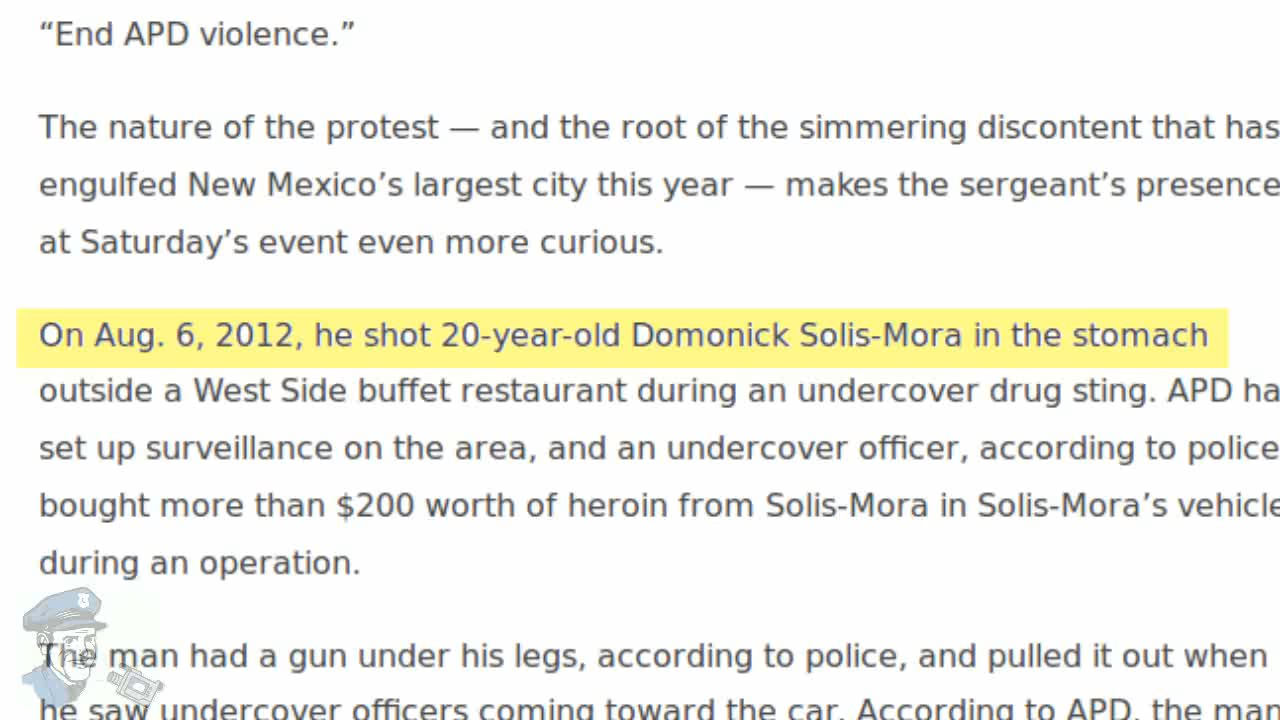 “End APD violence.”
The nature of the protest — and the root of the simmering discontent that has
engulfed New Mexico’s largest city this year — makes the sergeant’s presence
at Saturday’s event even more curious.
On Aug. 6, 2012, he shot 20-year-old Domonick Solis-Mora in the stomach
outside a West Side buffet restaurant during an undercover drug sting. APD ha
set up surveillance on the area, and an undercover officer, according to police
bought more than $200 worth of heroin from Solis-Mora in Solis-Mora’s vehicle
during an operation.
The man had a gun under his legs, according to police, and pulled it out when
he saw undercover officers coming toward the car. According to APD, the man